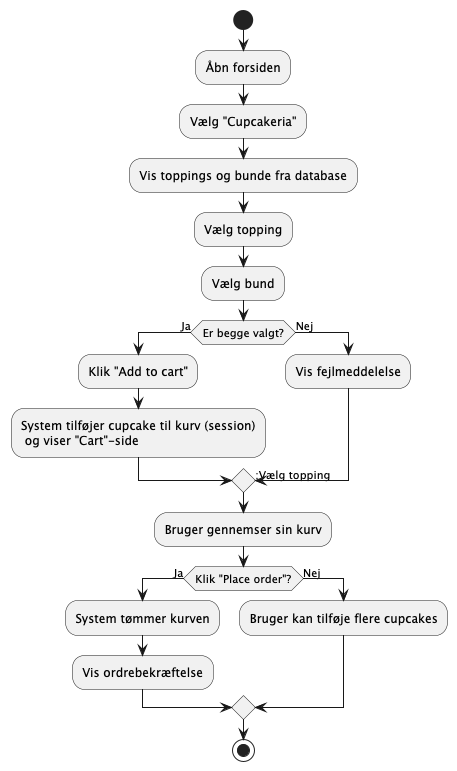 Åbn forsiden
Vælg "Cupcakeria"
Vis toppings og bunde fra database
Vælg topping
Vælg bund
Ja
Er begge valgt?
Nej
Klik "Add to cart"
Vis fejlmeddelelse
System tilføjer cupcake til kurv (session)
og viser "Cart"-side
:Vælg topping
Bruger gennemser sin kurv
Ja
Klik "Place order"?
Nej
System tømmer kurven
Bruger kan tilføje flere cupcakes
Vis ordrebekræftelse